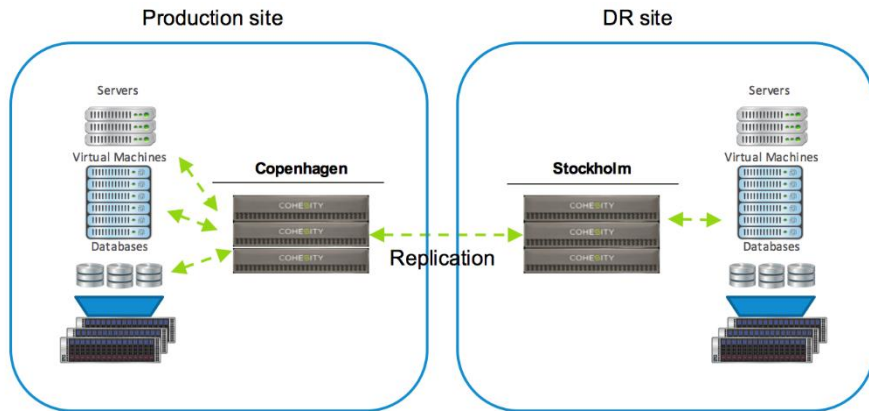 Production site
DR site
Servers
Virtual Machines
Databases
Copenhagen
COHESITY
COHESITY
COHESITY
Replication
Stockholm
COHESITY
COHESITY
COHESITY
Servers
Virtual Machines
Databases